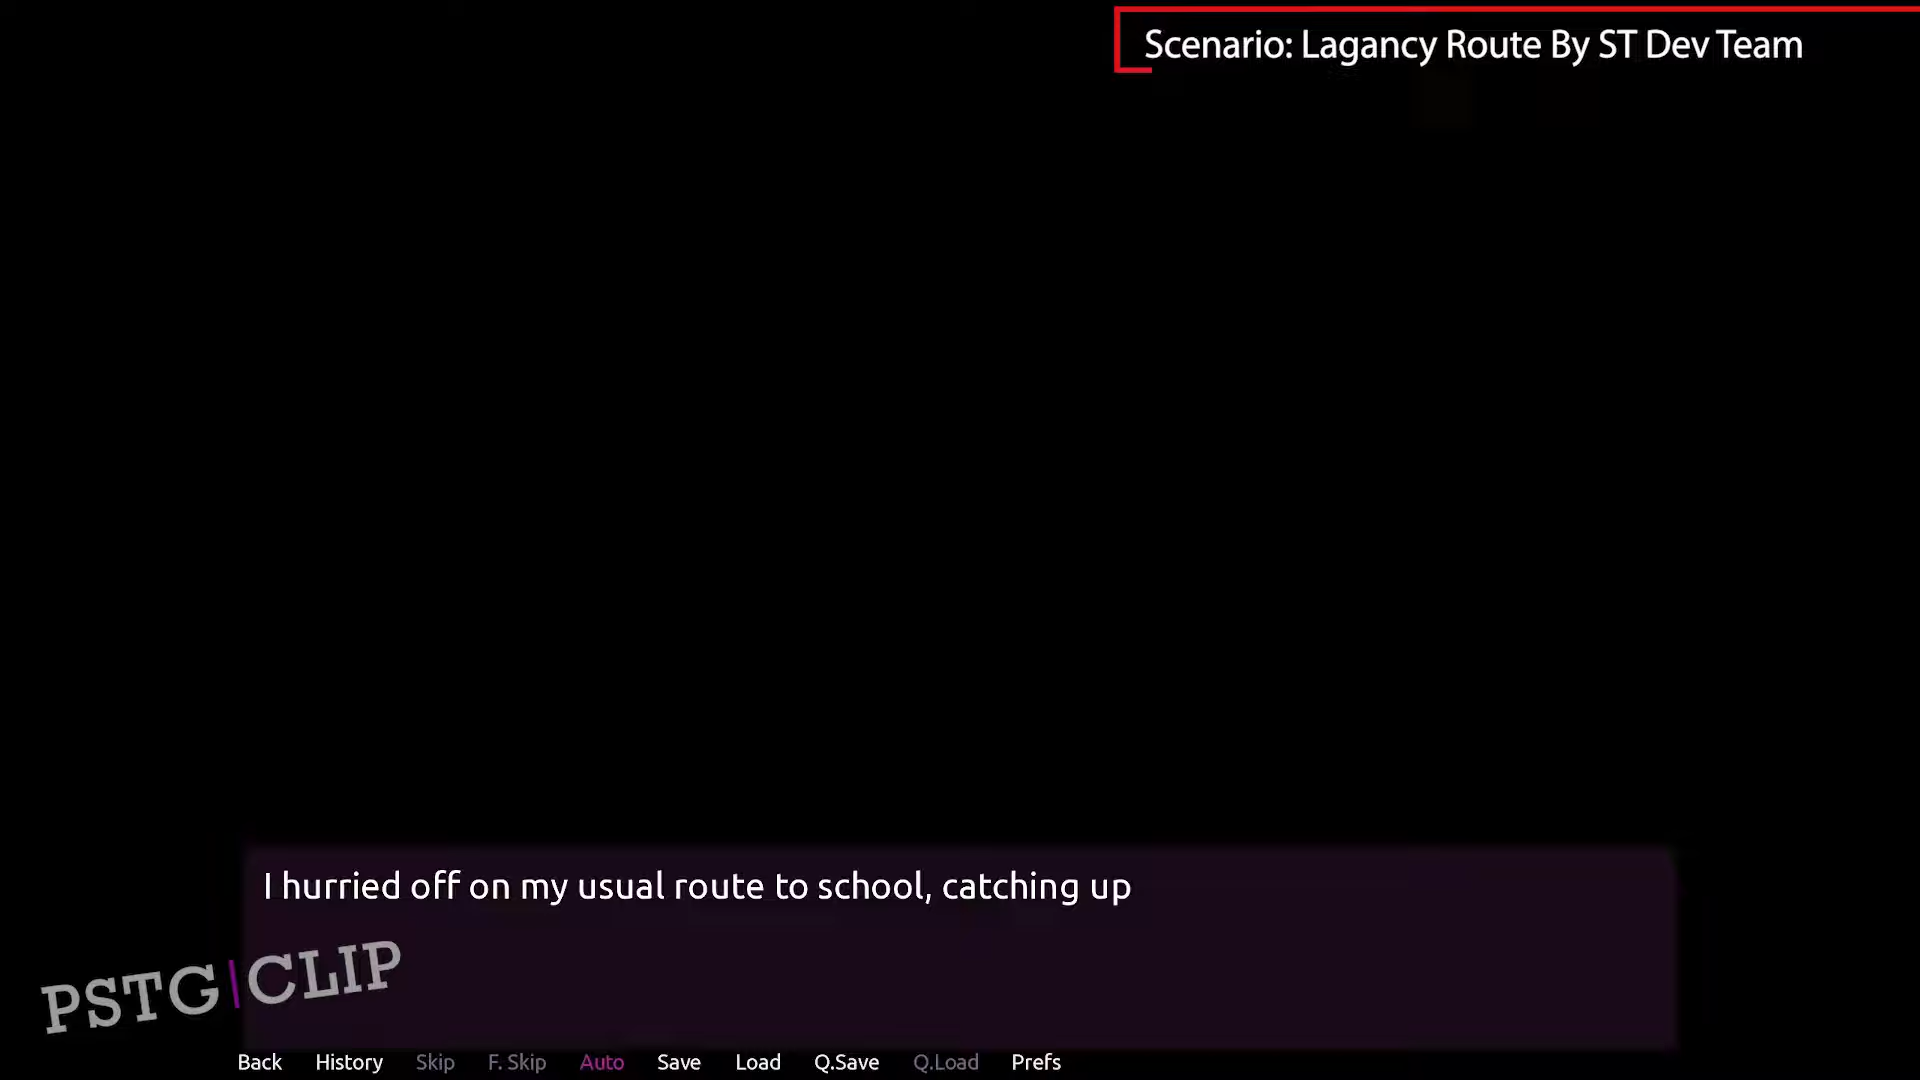 Scenario: Lagancy Route By ST Dev Team
I hurried off on my usual route to school, catching up
PSTG|CLIP
Back History Skip F. Skip Auto Save Load Q.Save Q.Load Prefs